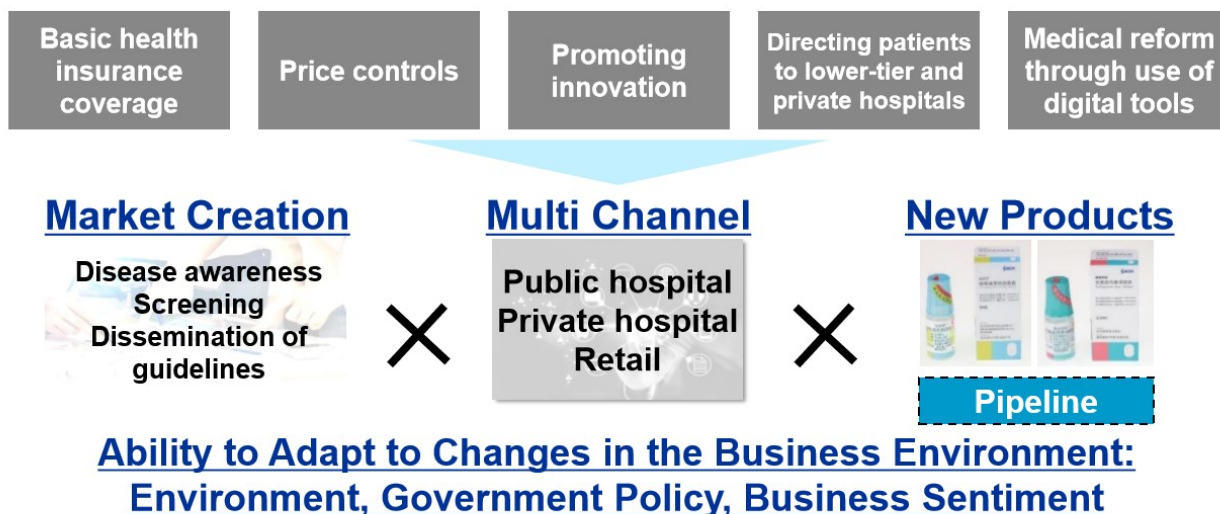 Basic health
insurance
coverage
Price controls
Promoting
innovation
Directing patients
to lower-tier and
private hospitals
Medical reform
through use of
digital tools
Market Creation
Disease awareness
Screening
Dissemination of
guidelines
Multi Channel
Public hospital
Private hospital
Retail
New Products
Pipeline
Ability to Adapt to Changes in the Business Environment:
Environment, Government Policy, Business Sentiment